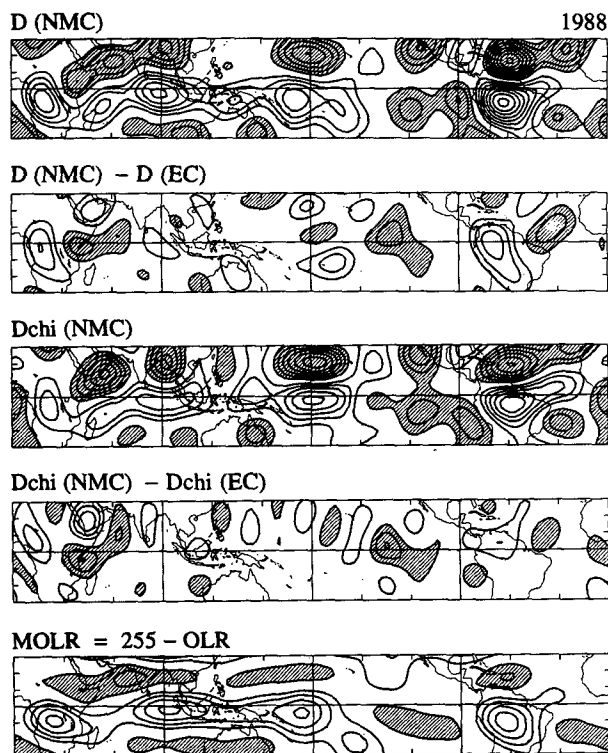 D (NMC) 1988
D (NMC) – D (EC)
Dchi (NMC)
Dchi (NMC) – Dchi (EC)
MOLR = 255 – OLR